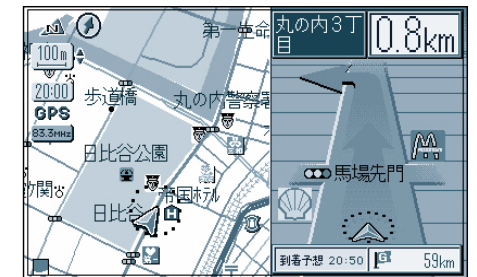 N
100m
20:00
GPS
83.3MHz
第一生命
歩道橋
丸の内警察署
日比谷公園
ケ関
帝国ホテル
日比谷
丸の内3丁
目
0.8km
馬場先門
到着予想 20:50
G
59km